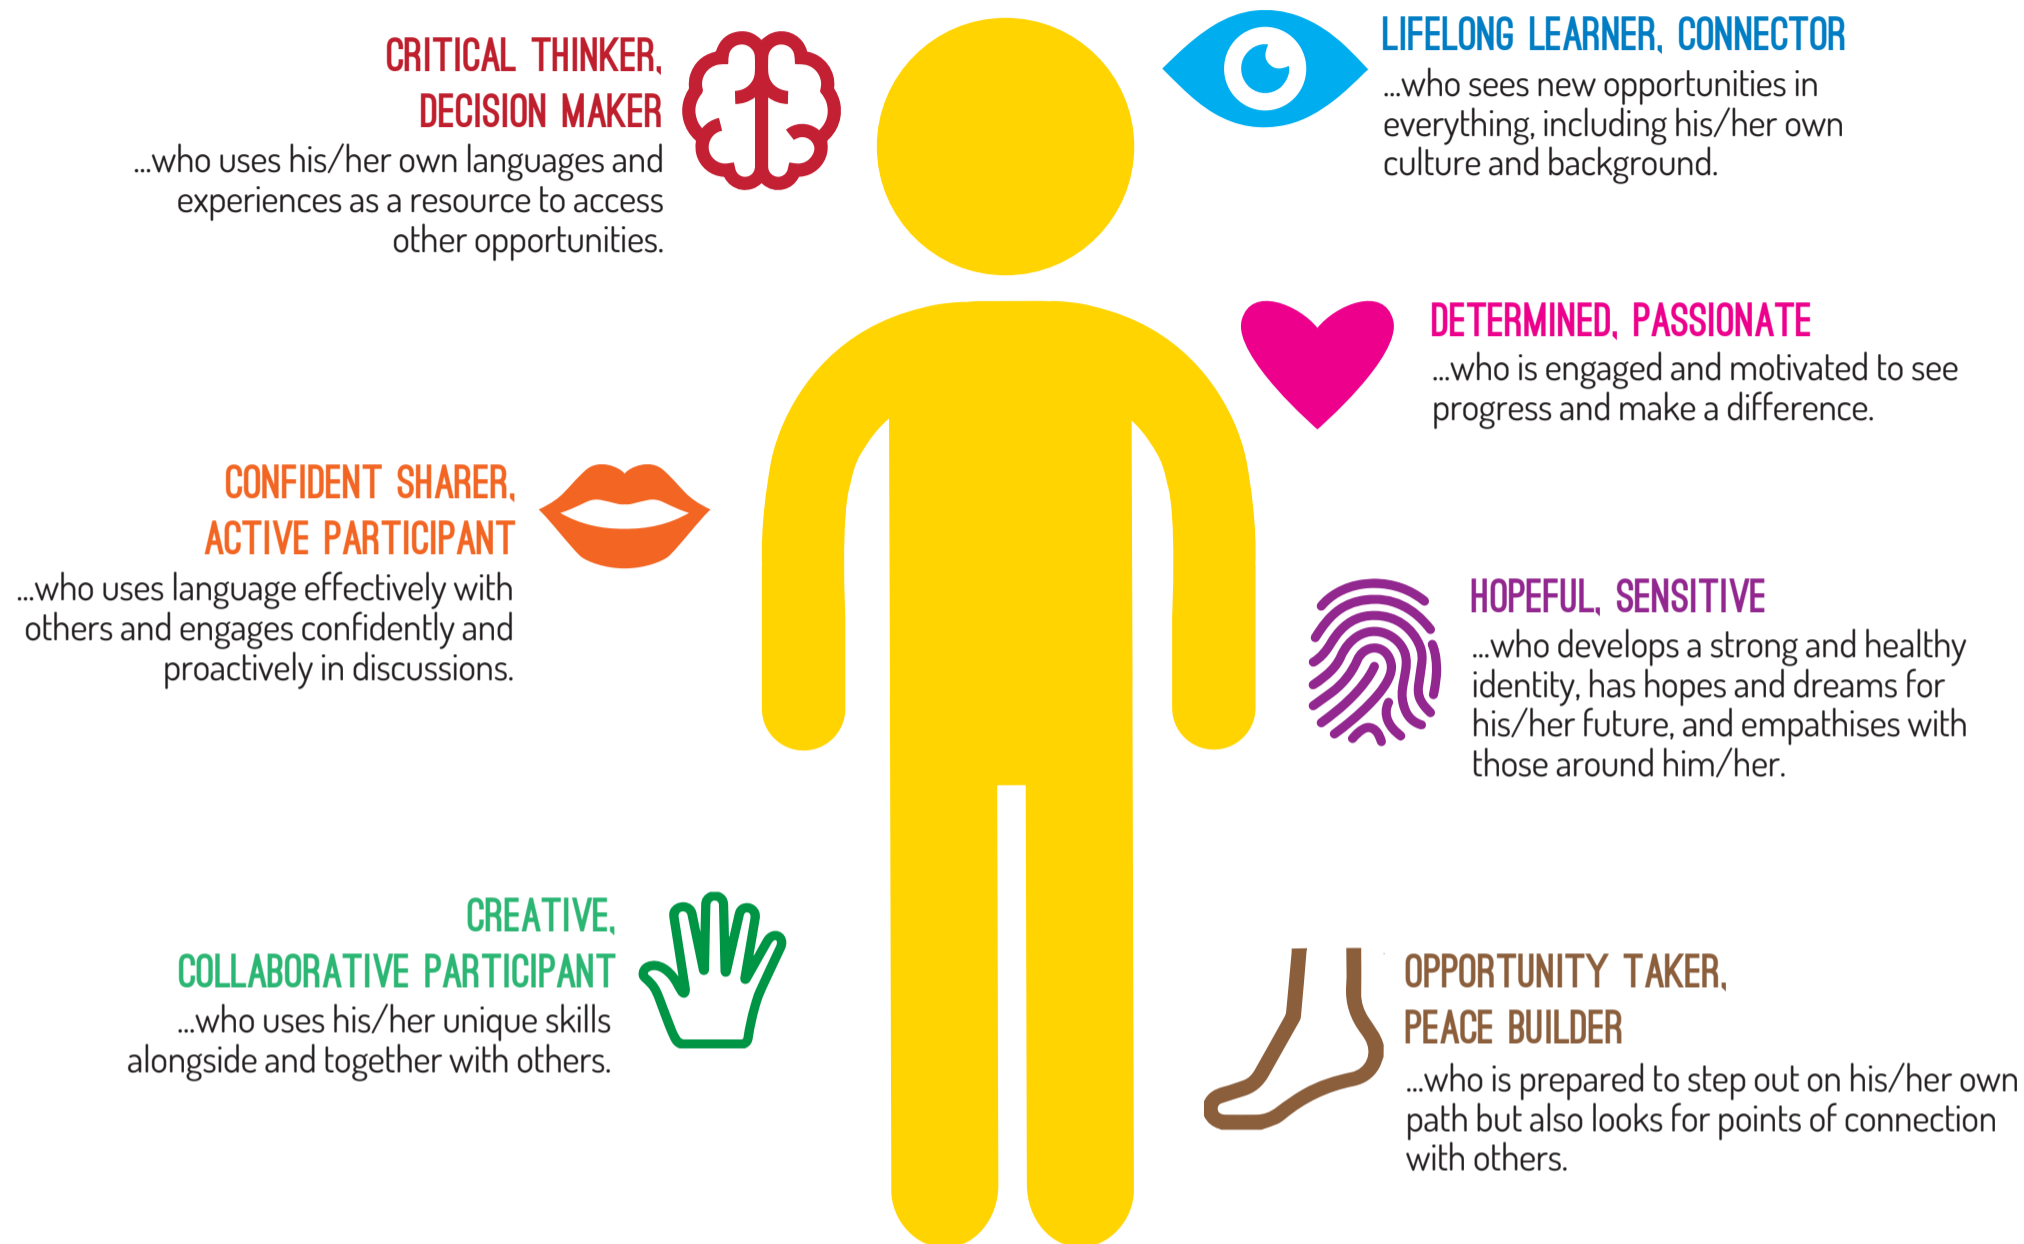 CRITICAL THINKER,
DECISION MAKER
...who uses his/her own languages and
experiences as a resource to access
other opportunities.
LIFELONG LEARNER, CONNECTOR
...who sees new opportunities in
everything, including his/her own
culture and background.
DETERMINED, PASSIONATE
...who is engaged and motivated to see
progress and make a difference.
CONFIDENT SHARER,
ACTIVE PARTICIPANT
...who uses language effectively with
others and engages confidently and
proactively in discussions.
HOPEFUL, SENSITIVE
...who develops a strong and healthy
identity, has hopes and dreams for
his/her future, and empathises with
those around him/her.
CREATIVE,
COLLABORATIVE PARTICIPANT
...who uses his/her unique skills
alongside and together with others.
OPPORTUNITY TAKER,
PEACE BUILDER
...who is prepared to step out on his/her own
path but also looks for points of connection
with others.